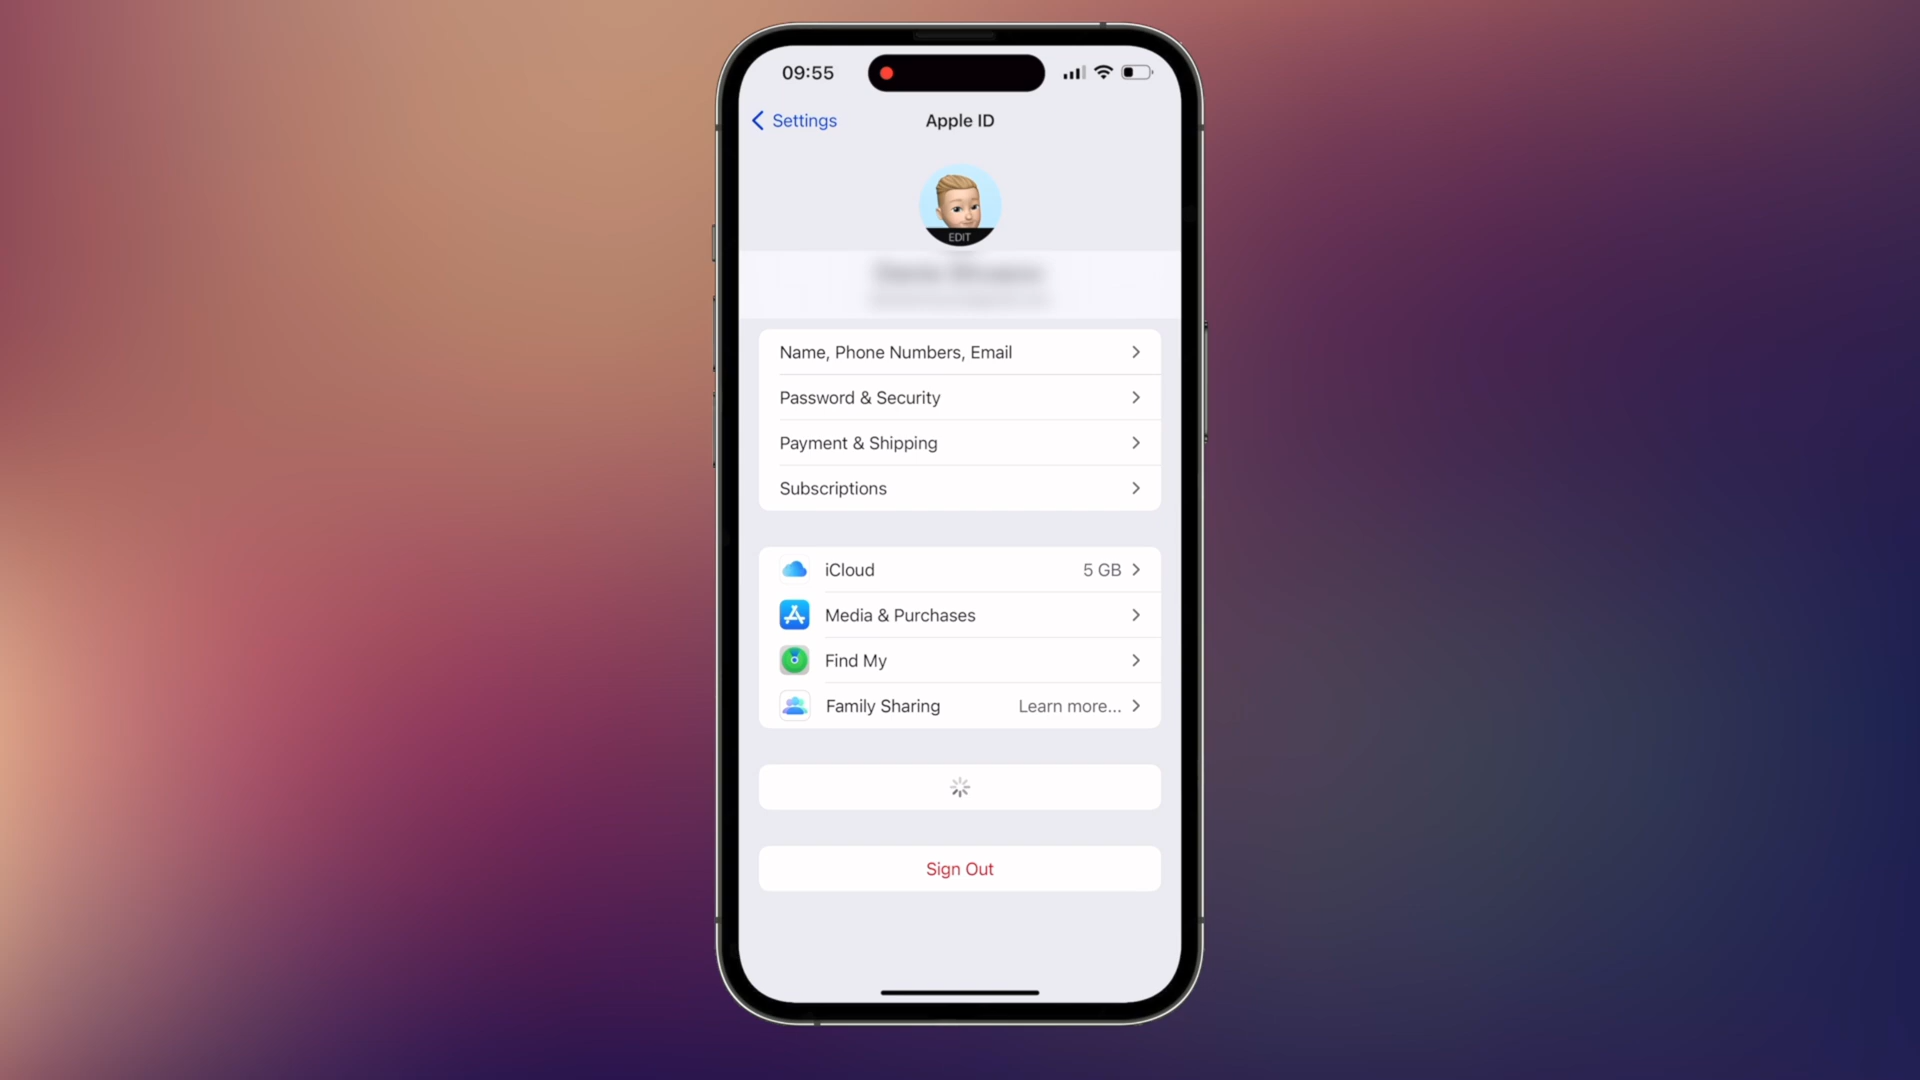 09:55
Settings
Apple ID
EDIT
Name, Phone Numbers, Email
Password & Security
Payment & Shipping
Subscriptions
iCloud 5 GB
Media & Purchases
Find My
Family Sharing Learn more...
Sign Out